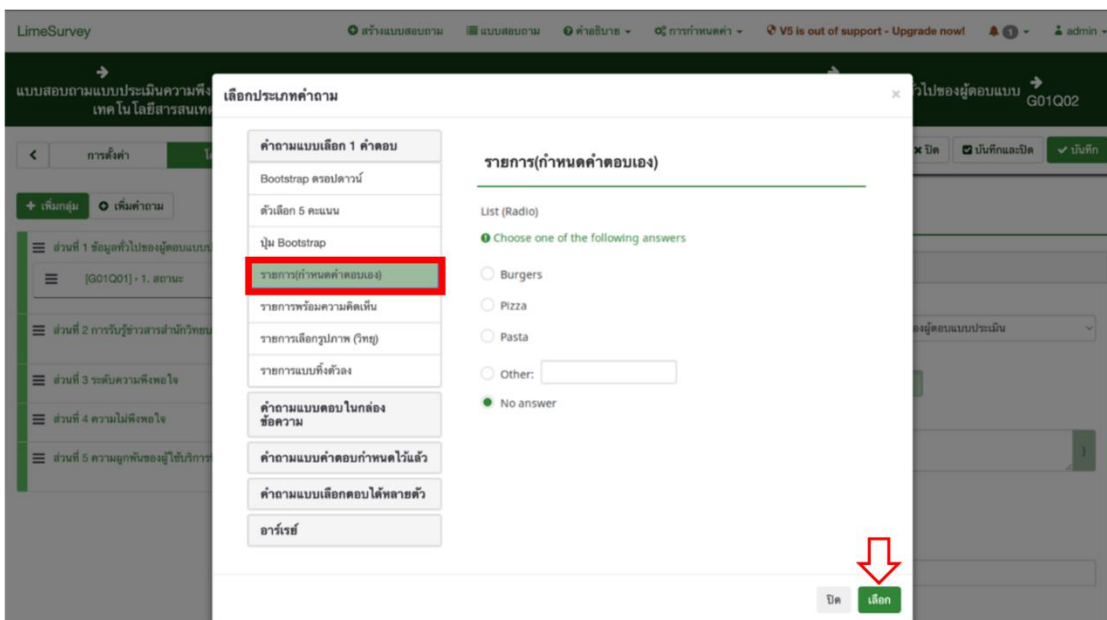 LimeSurvey
สร้างแบบสอบถาม
แบบสอบถาม
คำอธิบาย
การกำหนดค่า
V5 is out of support - Upgrade now!
1
admin
แบบสอบถามแบบประเมินความพึง
เทคโนโลยีสารสนเทศ
วไปของผู้ตอบแบบ
G01Q02
การตั้งค่า
ปิด
บันทึกและปิด
บันทึก
เพิ่มกลุ่ม
เพิ่มคำถาม
ส่วนที่ 1 ข้อมูลทั่วไปของผู้ตอบแบบป
[G01Q01] 1. สถานะ
ส่วนที่ 2 การรับรู้ข่าวสารสำนักวิทยบ
ส่วนที่ 3 ระดับความพึงพอใจ
ส่วนที่ 4 ความไม่พึงพอใจ
ส่วนที่ 5 ความผูกพันของผู้ใช้บริการ
เลือกประเภทคำถาม
×
คำถามแบบเลือก 1 คำตอบ
Bootstrap ดรอปดาวน์
ตัวเลือก 5 คะแนน
ปุ่ม Bootstrap
รายการ(กำหนดคำตอบเอง)
รายการพร้อมความคิดเห็น
รายการเลือกรูปภาพ (วิทยุ)
รายการแบบทิ้งตัวลง
คำถามแบบตอบในกล่อง
ข้อความ
คำถามแบบคำตอบกำหนดไว้แล้ว
คำถามแบบเลือกตอบได้หลายตัว
อาร์เรย์
รายการ(กำหนดคำตอบเอง)
List (Radio)
Choose one of the following answers
Burgers
Pizza
Pasta
Other:
No answer
องผู้ตอบแบบประเมิน
ปิด
เลือก